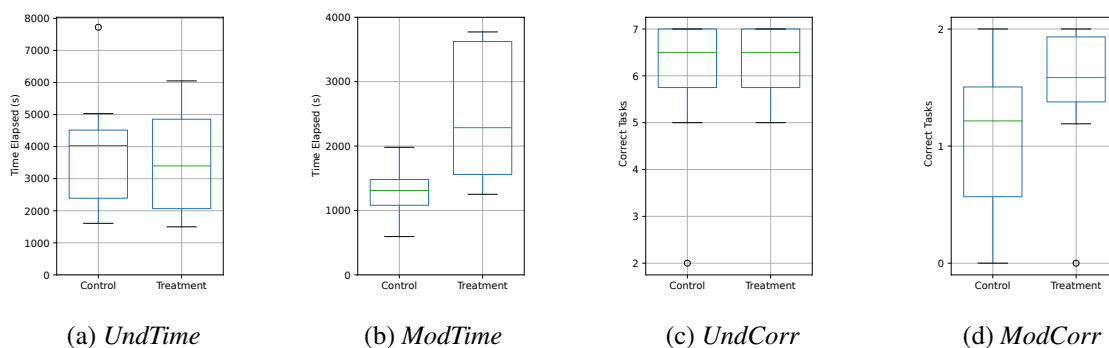 8000
7000
6000
5000
4000
3000
2000
1000
0
Time Elapsed (s)
Control Treatment
(a) UndTime
4000
3000
2000
1000
0
Time Elapsed (s)
Control Treatment
(b) ModTime
7
6
5
4
3
2
Correct Tasks
Control Treatment
(c) UndCorr
2
1
0
Correct Tasks
Control Treatment
(d) ModCorr